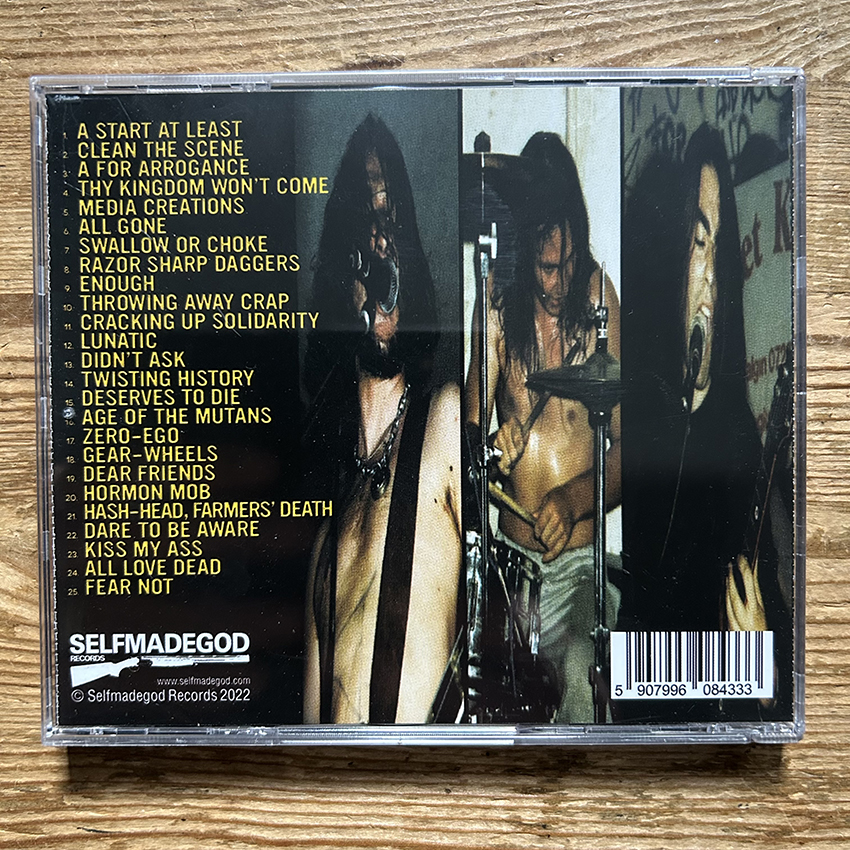 1. A START AT LEAST
2. CLEAN THE SCENE
3. A FOR ARROGANCE
4. THY KINGDOM WON'T COME
5. MEDIA CREATIONS
6. ALL GONE
7. SWALLOW OR CHOKE
8. RAZOR SHARP DAGGERS
9. ENOUGH
10. THROWING AWAY CRAP
11. CRACKING UP SOLIDARITY
12. LUNATIC
13. DIDN'T ASK
14. TWISTING HISTORY
15. DESERVES TO DIE
16. AGE OF THE MUTANS
17. ZERO-EGO
18. GEAR-WHEELS
19. DEAR FRIENDS
20. HORMON MOB
21. HASH-HEAD, FARMERS' DEATH
22. DARE TO BE AWARE
23. KISS MY ASS
24. ALL LOVE DEAD
25. FEAR NOT
SELFMADEGOD
RECORDS
www.selfmadegod.com
© Selfmadegod Records 2022
5 907996 084333